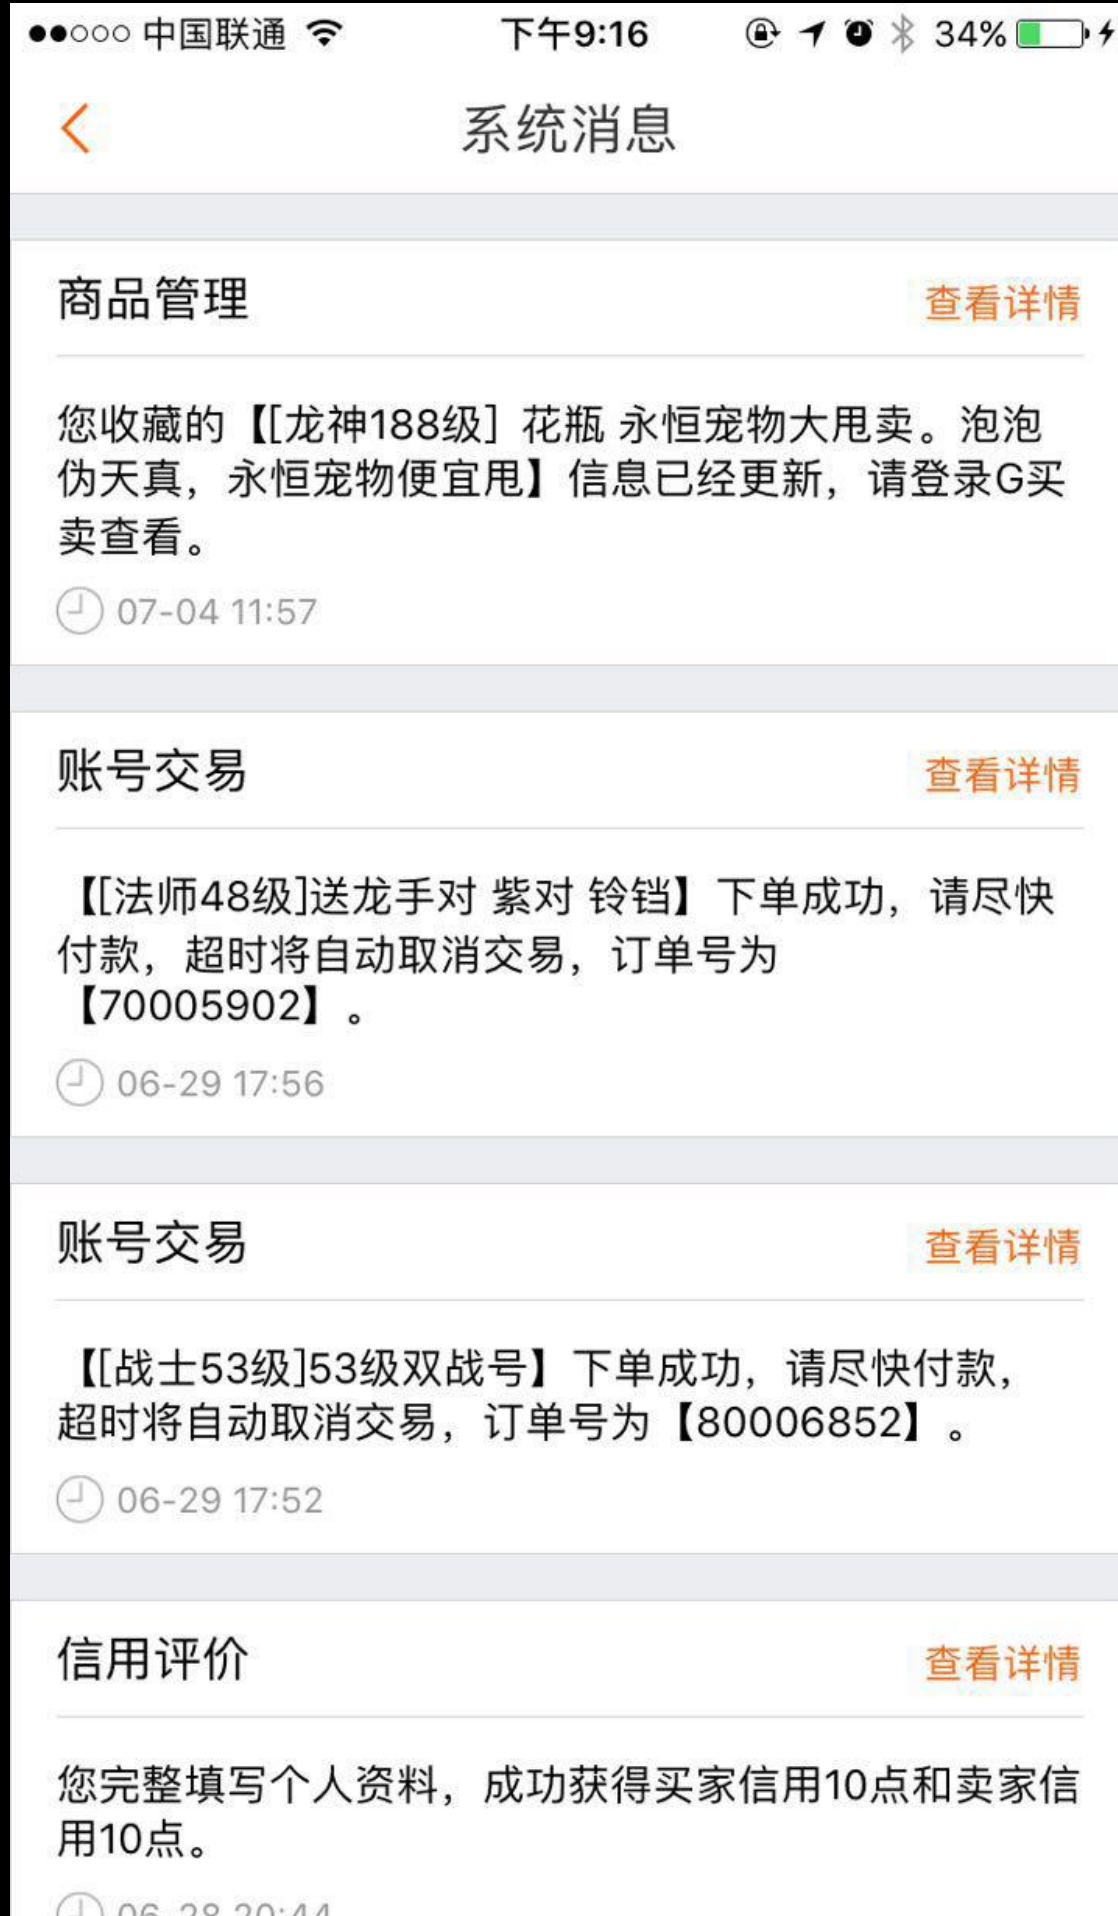 中国联通 下午9:16 34%
系统消息
商品管理 查看详情
您收藏的【[龙神188级] 花瓶 永恒宠物大甩卖。泡泡
伪天真，永恒宠物便宜甩】信息已经更新，请登录G买
卖查看。
07-04 11:57
账号交易 查看详情
【[法师48级]送龙手对 紫对 铃铛】下单成功，请尽快
付款，超时将自动取消交易，订单号为
【70005902】。
06-29 17:56
账号交易 查看详情
【[战士53级]53级双战号】下单成功，请尽快付款，
超时将自动取消交易，订单号为【80006852】。
06-29 17:52
信用评价 查看详情
您完整填写个人资料，成功获得买家信用10点和卖家信
用10点。
06-28 20:44